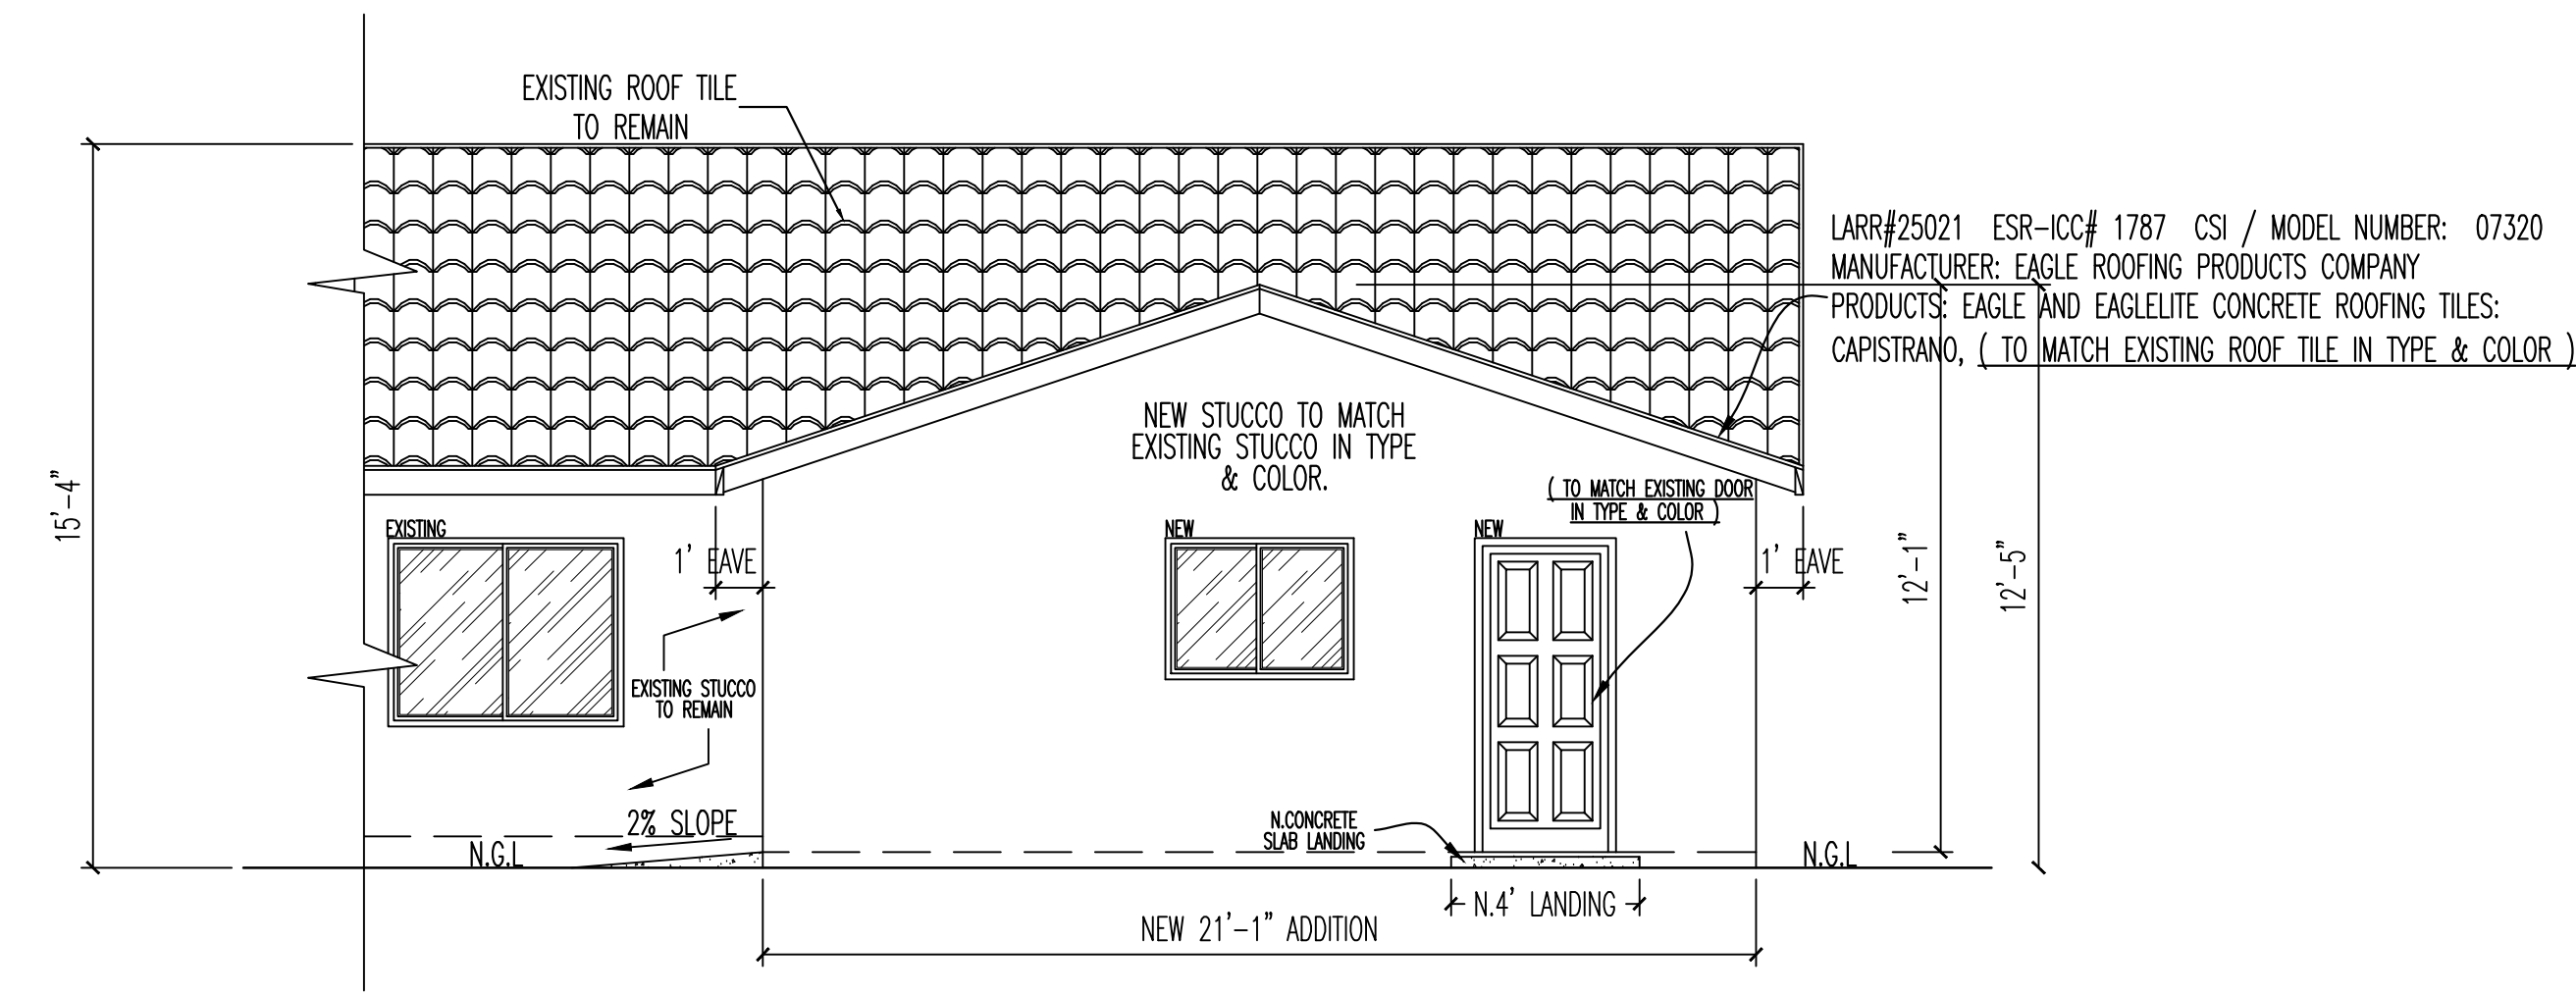 EXISTING ROOF TILE
TO REMAIN
LARR#25021 ESR-ICC# 1787 CSI / MODEL NUMBER: 07320
MANUFACTURER: EAGLE ROOFING PRODUCTS COMPANY
PRODUCTS: EAGLE AND EAGLELITE CONCRETE ROOFING TILES:
CAPISTRANO, ( TO MATCH EXISTING ROOF TILE IN TYPE & COLOR )
NEW STUCCO TO MATCH
EXISTING STUCCO IN TYPE
& COLOR.
15'-4"
( TO MATCH EXISTING DOOR
IN TYPE & COLOR )
EXISTING
NEW
NEW
1' EAVE
1' EAVE
12'-1"
12'-5"
EXISTING STUCCO
TO REMAIN
2% SLOPE
N.CONCRETE
SLAB LANDING
N.G.L
N.G.L
N.4' LANDING
NEW 21'-1" ADDITION